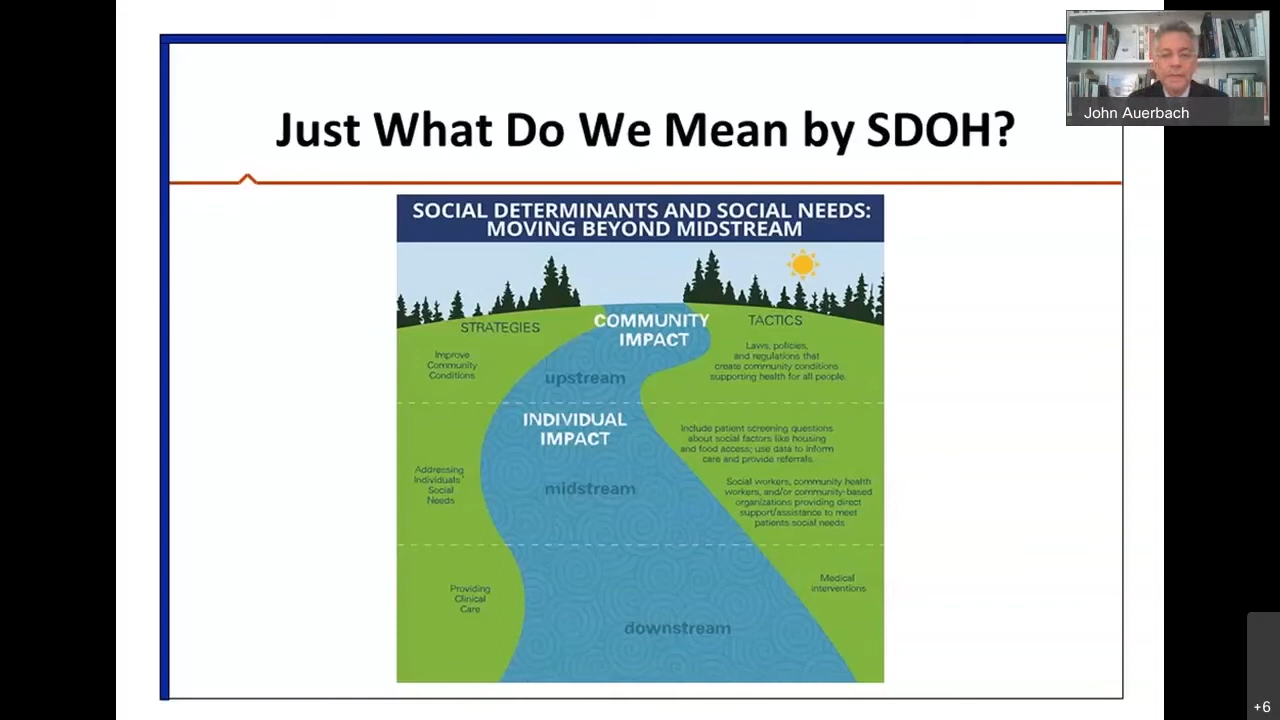 Just What Do We Mean by SDOH?
John Auerbach
SOCIAL DETERMINANTS AND SOCIAL NEEDS:
MOVING BEYOND MIDSTREAM
STRATEGIES
COMMUNITY
IMPACT
TACTICS
Improve
Community
Conditions
upstream
Laws, policies,
and regulations that
create community conditions
supporting health for all people.
INDIVIDUAL
IMPACT
Include patient screening questions
about social factors like housing
and food access; use data to inform
care and provide referrals.
Addressing
Individuals'
Social
Needs
midstream
Social workers, community health
workers, and/or community-based
organizations providing direct
support/assistance to meet
patients social needs
Providing
Clinical
Care
downstream
Medical
interventions
+6